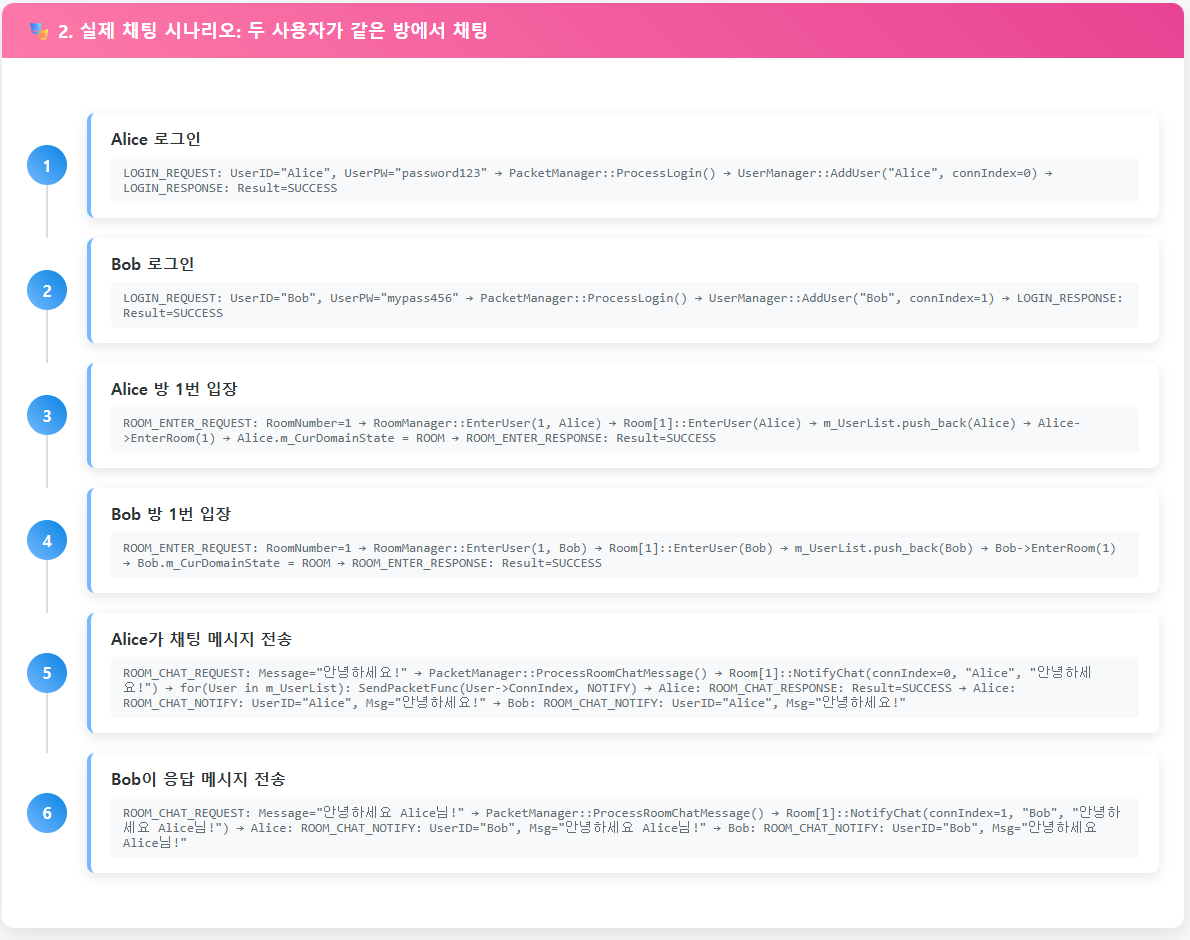 2. 실제 채팅 시나리오: 두 사용자가 같은 방에서 채팅
1
Alice 로그인
LOGIN_REQUEST: UserID="Alice", UserPW="password123" → PacketManager::ProcessLogin() → UserManager::AddUser("Alice", connIndex=0) →
LOGIN_RESPONSE: Result=SUCCESS
2
Bob 로그인
LOGIN_REQUEST: UserID="Bob", UserPW="mypass456" → PacketManager::ProcessLogin() → UserManager::AddUser("Bob", connIndex=1) → LOGIN_RESPONSE:
Result=SUCCESS
3
Alice 방 1번 입장
ROOM_ENTER_REQUEST: RoomNumber=1 → RoomManager::EnterUser(1, Alice) → Room[1]::EnterUser(Alice) → m_UserList.push_back(Alice) → Alice-
>EnterRoom(1) → Alice.m_CurDomainState = ROOM → ROOM_ENTER_RESPONSE: Result=SUCCESS
4
Bob 방 1번 입장
ROOM_ENTER_REQUEST: RoomNumber=1 → RoomManager::EnterUser(1, Bob) → Room[1]::EnterUser(Bob) → m_UserList.push_back(Bob) → Bob->EnterRoom(1)
→ Bob.m_CurDomainState = ROOM → ROOM_ENTER_RESPONSE: Result=SUCCESS
5
Alice가 채팅 메시지 전송
ROOM_CHAT_REQUEST: Message="안녕하세요!" → PacketManager::ProcessRoomChatMessage() → Room[1]::NotifyChat(connIndex=0, "Alice", "안녕하세
요!") → for(User in m_UserList): SendPacketFunc(User->ConnIndex, NOTIFY) → Alice: ROOM_CHAT_RESPONSE: Result=SUCCESS → Alice:
ROOM_CHAT_NOTIFY: UserID="Alice", Msg="안녕하세요!" → Bob: ROOM_CHAT_NOTIFY: UserID="Alice", Msg="안녕하세요!"
6
Bob이 응답 메시지 전송
ROOM_CHAT_REQUEST: Message="안녕하세요 Alice님!" → PacketManager::ProcessRoomChatMessage() → Room[1]::NotifyChat(connIndex=1, "Bob", "안녕하
세요 Alice님!") → Alice: ROOM_CHAT_NOTIFY: UserID="Bob", Msg="안녕하세요 Alice님!" → Bob: ROOM_CHAT_NOTIFY: UserID="Bob", Msg="안녕하세요
Alice님!"